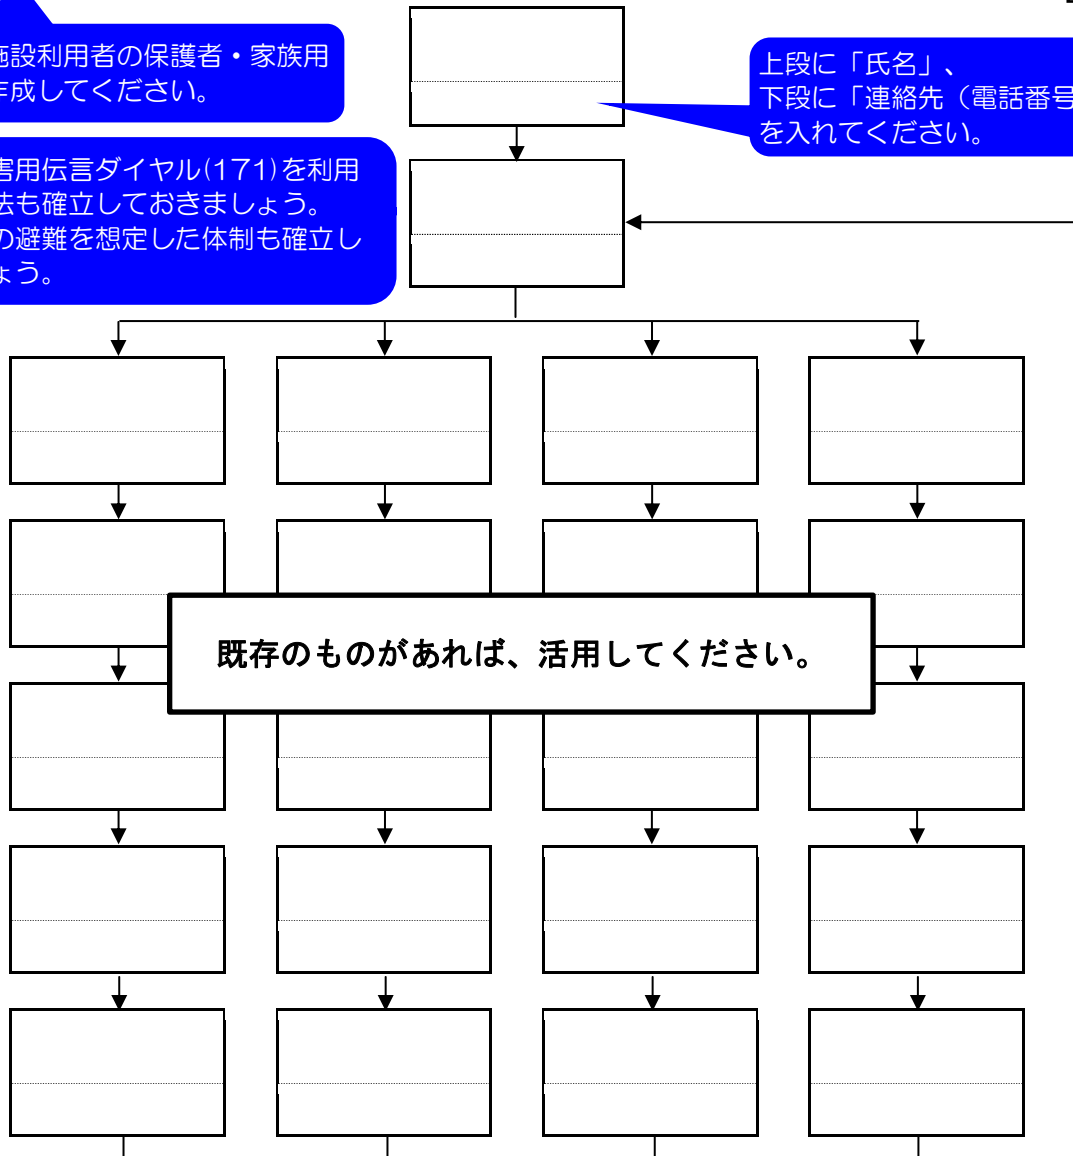 施設利用者の保護者・家族用
作成してください。
上段に「氏名」、
下段に「連絡先（電話番号
を入れてください。
害用伝言ダイヤル(171)を利用
法も確立しておきましょう。
の避難を想定した体制も確立し
ょう。
既存のものがあれば、活用してください。